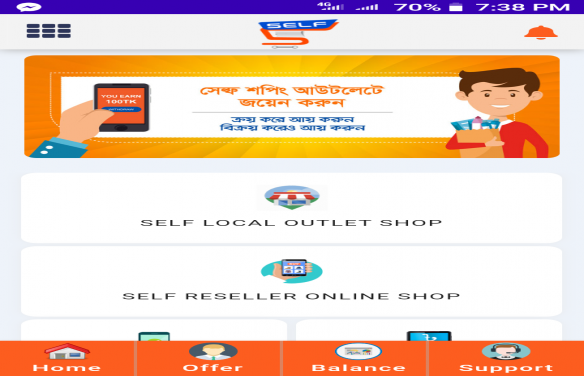 4G 70% 7:38 PM
SELF
YOU EARN
100TK
সেল্ফ শপিং আউটলেটে
জয়েন করুন
ক্রয় করে আয় করুন
বিক্রয় করেও আয় করুন
SELF LOCAL OUTLET SHOP
SELF RESELLER ONLINE SHOP
Home Offer Balance Support